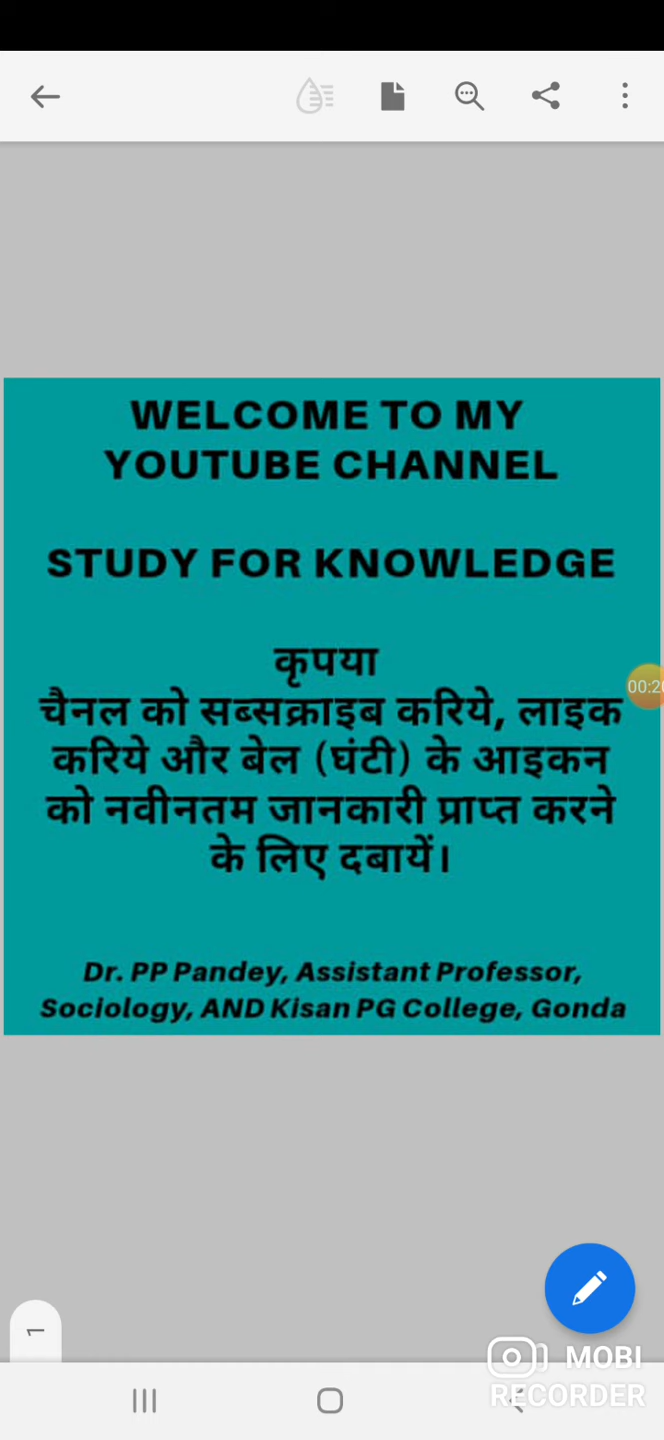 WELCOME TO MY
YOUTUBE CHANNEL
STUDY FOR KNOWLEDGE
कृपया
चैनल को सब्सक्राइब करिये, लाइक
करिये और बेल (घंटी) के आइकन
को नवीनतम जानकारी प्राप्त करने
के लिए दबायें।
Dr. PP Pandey, Assistant Professor,
Sociology, AND Kisan PG College, Gonda
1
MOBI
RECORDER